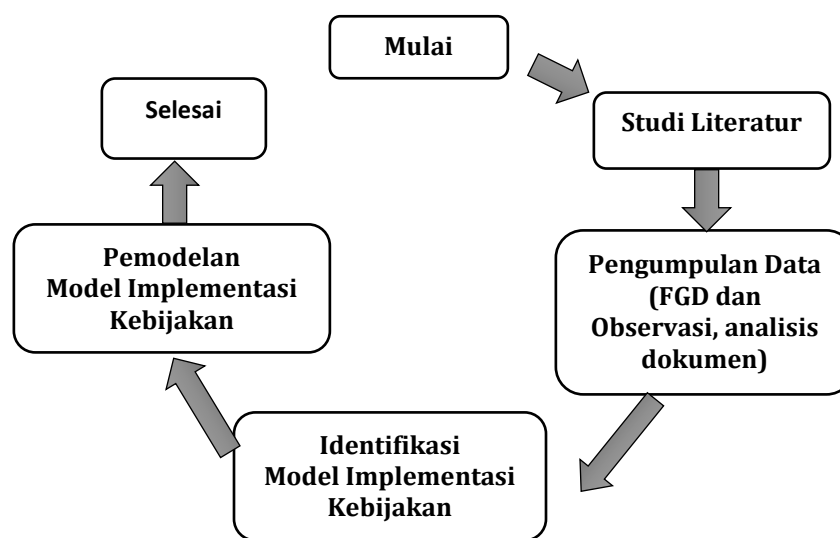 Mulai
Studi Literatur
Pengumpulan Data
(FGD dan
Observasi, analisis
dokumen)
Identifikasi
Model Implementasi
Kebijakan
Pemodelan
Model Implementasi
Kebijakan
Selesai